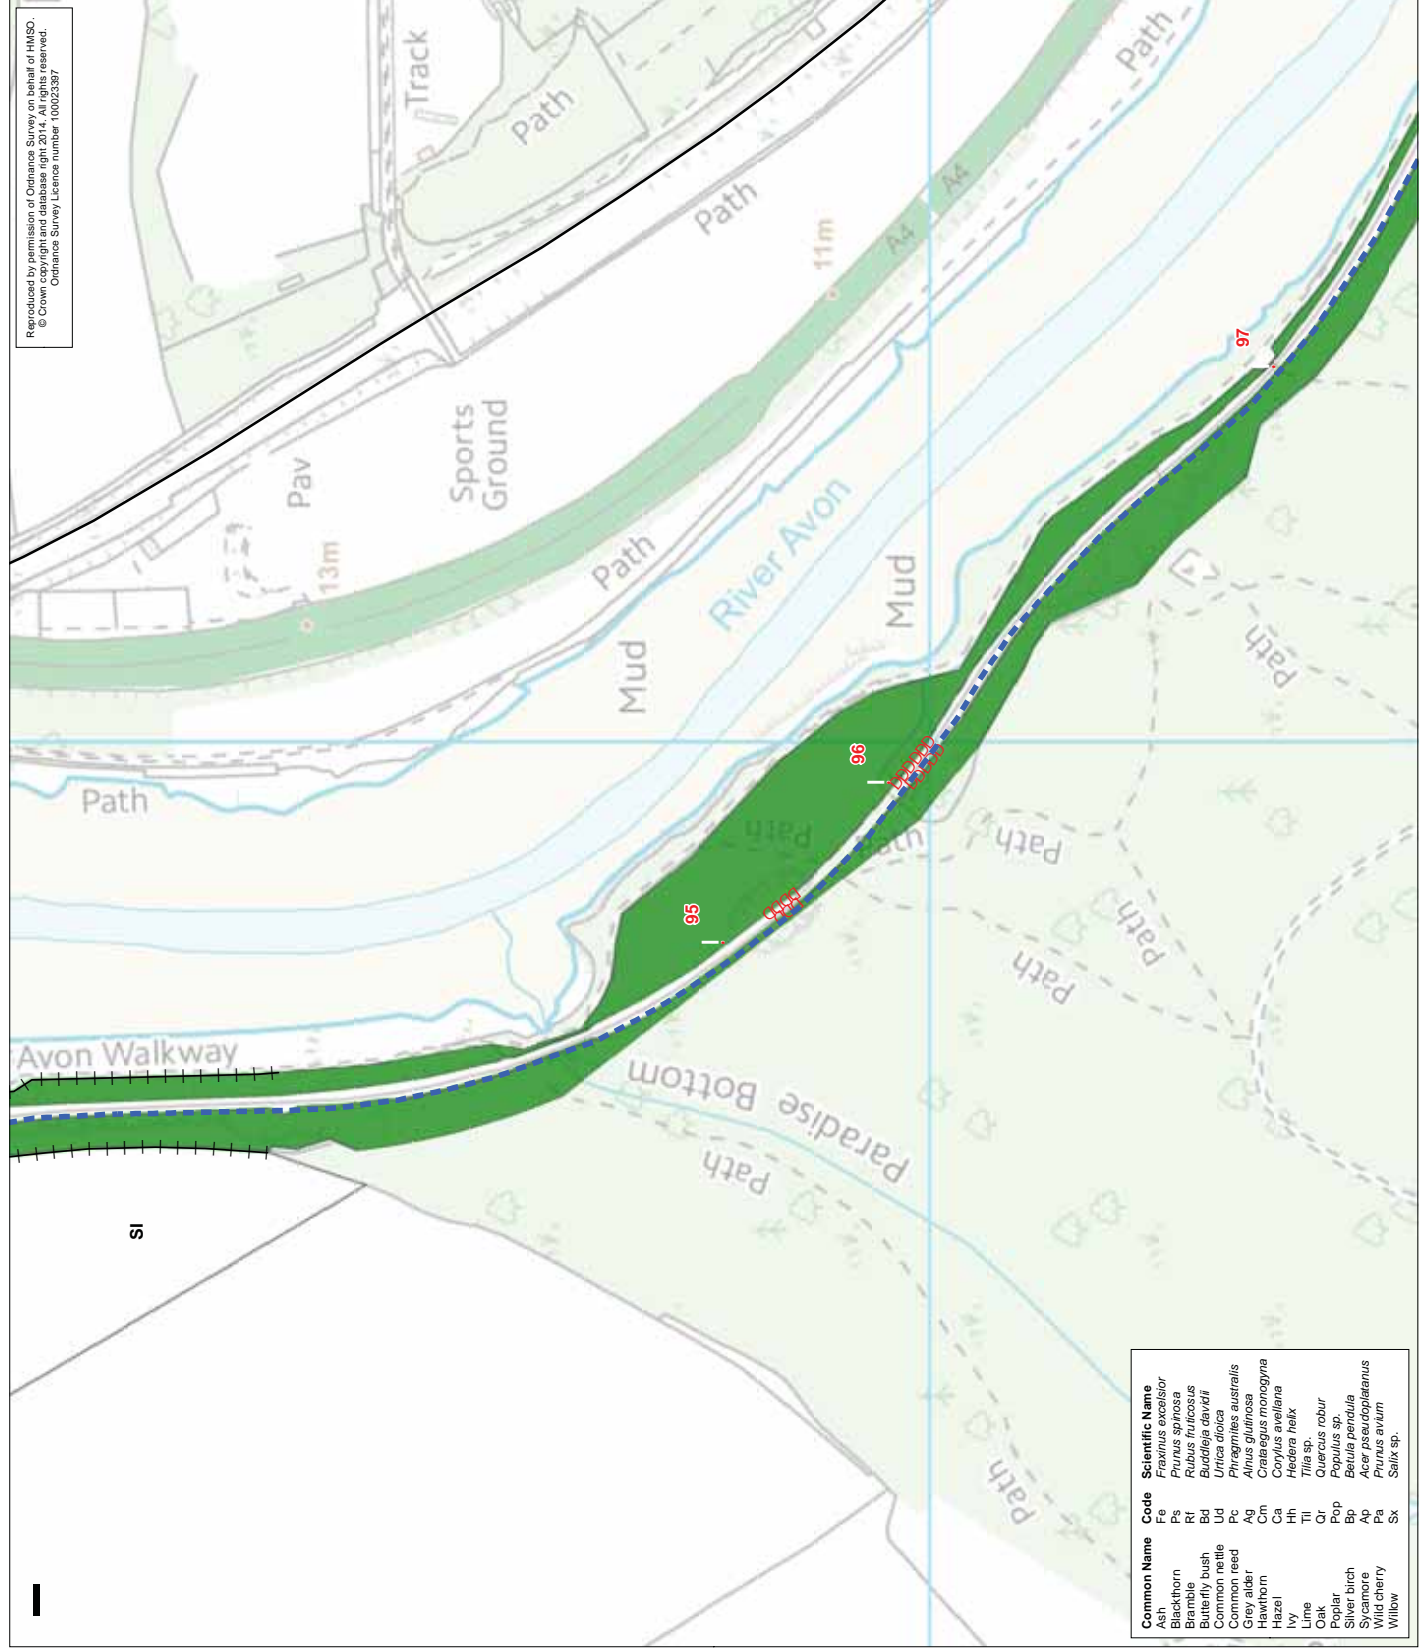 Reproduced by permission of Ordnance Survey on behalf of HMSO.
© Crown copyright and database right 2014. All rights reserved.
Ordnance Survey Licence number 100023397
Track
Path
Path
Path
A4
A4
11m
97
Sports
Ground
Pav
13m
Path
River Avon
Mud
Mud
Path
96
Path
Path
Path
Path
95
Path
Path
Avon Walkway
Paradise Bottom
Path
SI
Path
Common Name Code Scientific Name
Ash Fe Fraxinus excelsior
Blackthorn Ps Prunus spinosa
Bramble Rf Rubus fruticosus
Butterfly bush Bd Buddleja davidii
Common nettle Ud Urtica dioica
Common reed Pc Phragmites australis
Grey alder Ag Alnus glutinosa
Hawthorn Cm Crataegus monogyna
Hazel Ca Corylus avellana
Ivy Hh Hedera helix
Lime Til Tilia sp.
Oak Qr Quercus robur
Poplar Pop Populus sp.
Silver birch Bp Betula pendula
Sycamore Ap Acer pseudoplatanus
Wild cherry Pa Prunus avium
Willow Sx Salix sp.